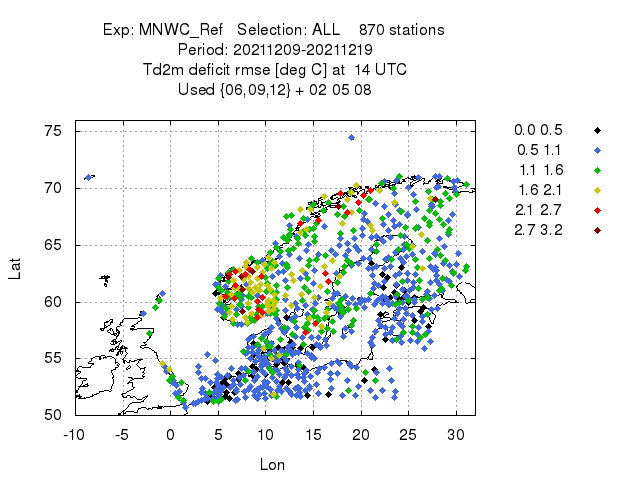 Exp: MNWC_Ref Selection: ALL 870 stations
Period: 20211209-20211219
Td2m deficit rmse [deg C] at 14 UTC
Used {06,09,12} + 02 05 08
0.0 0.5
0.5 1.1
1.1 1.6
1.6 2.1
2.1 2.7
2.7 3.2
75
70
65
60
55
50
Lat
-10 -5 0 5 10 15 20 25 30
Lon